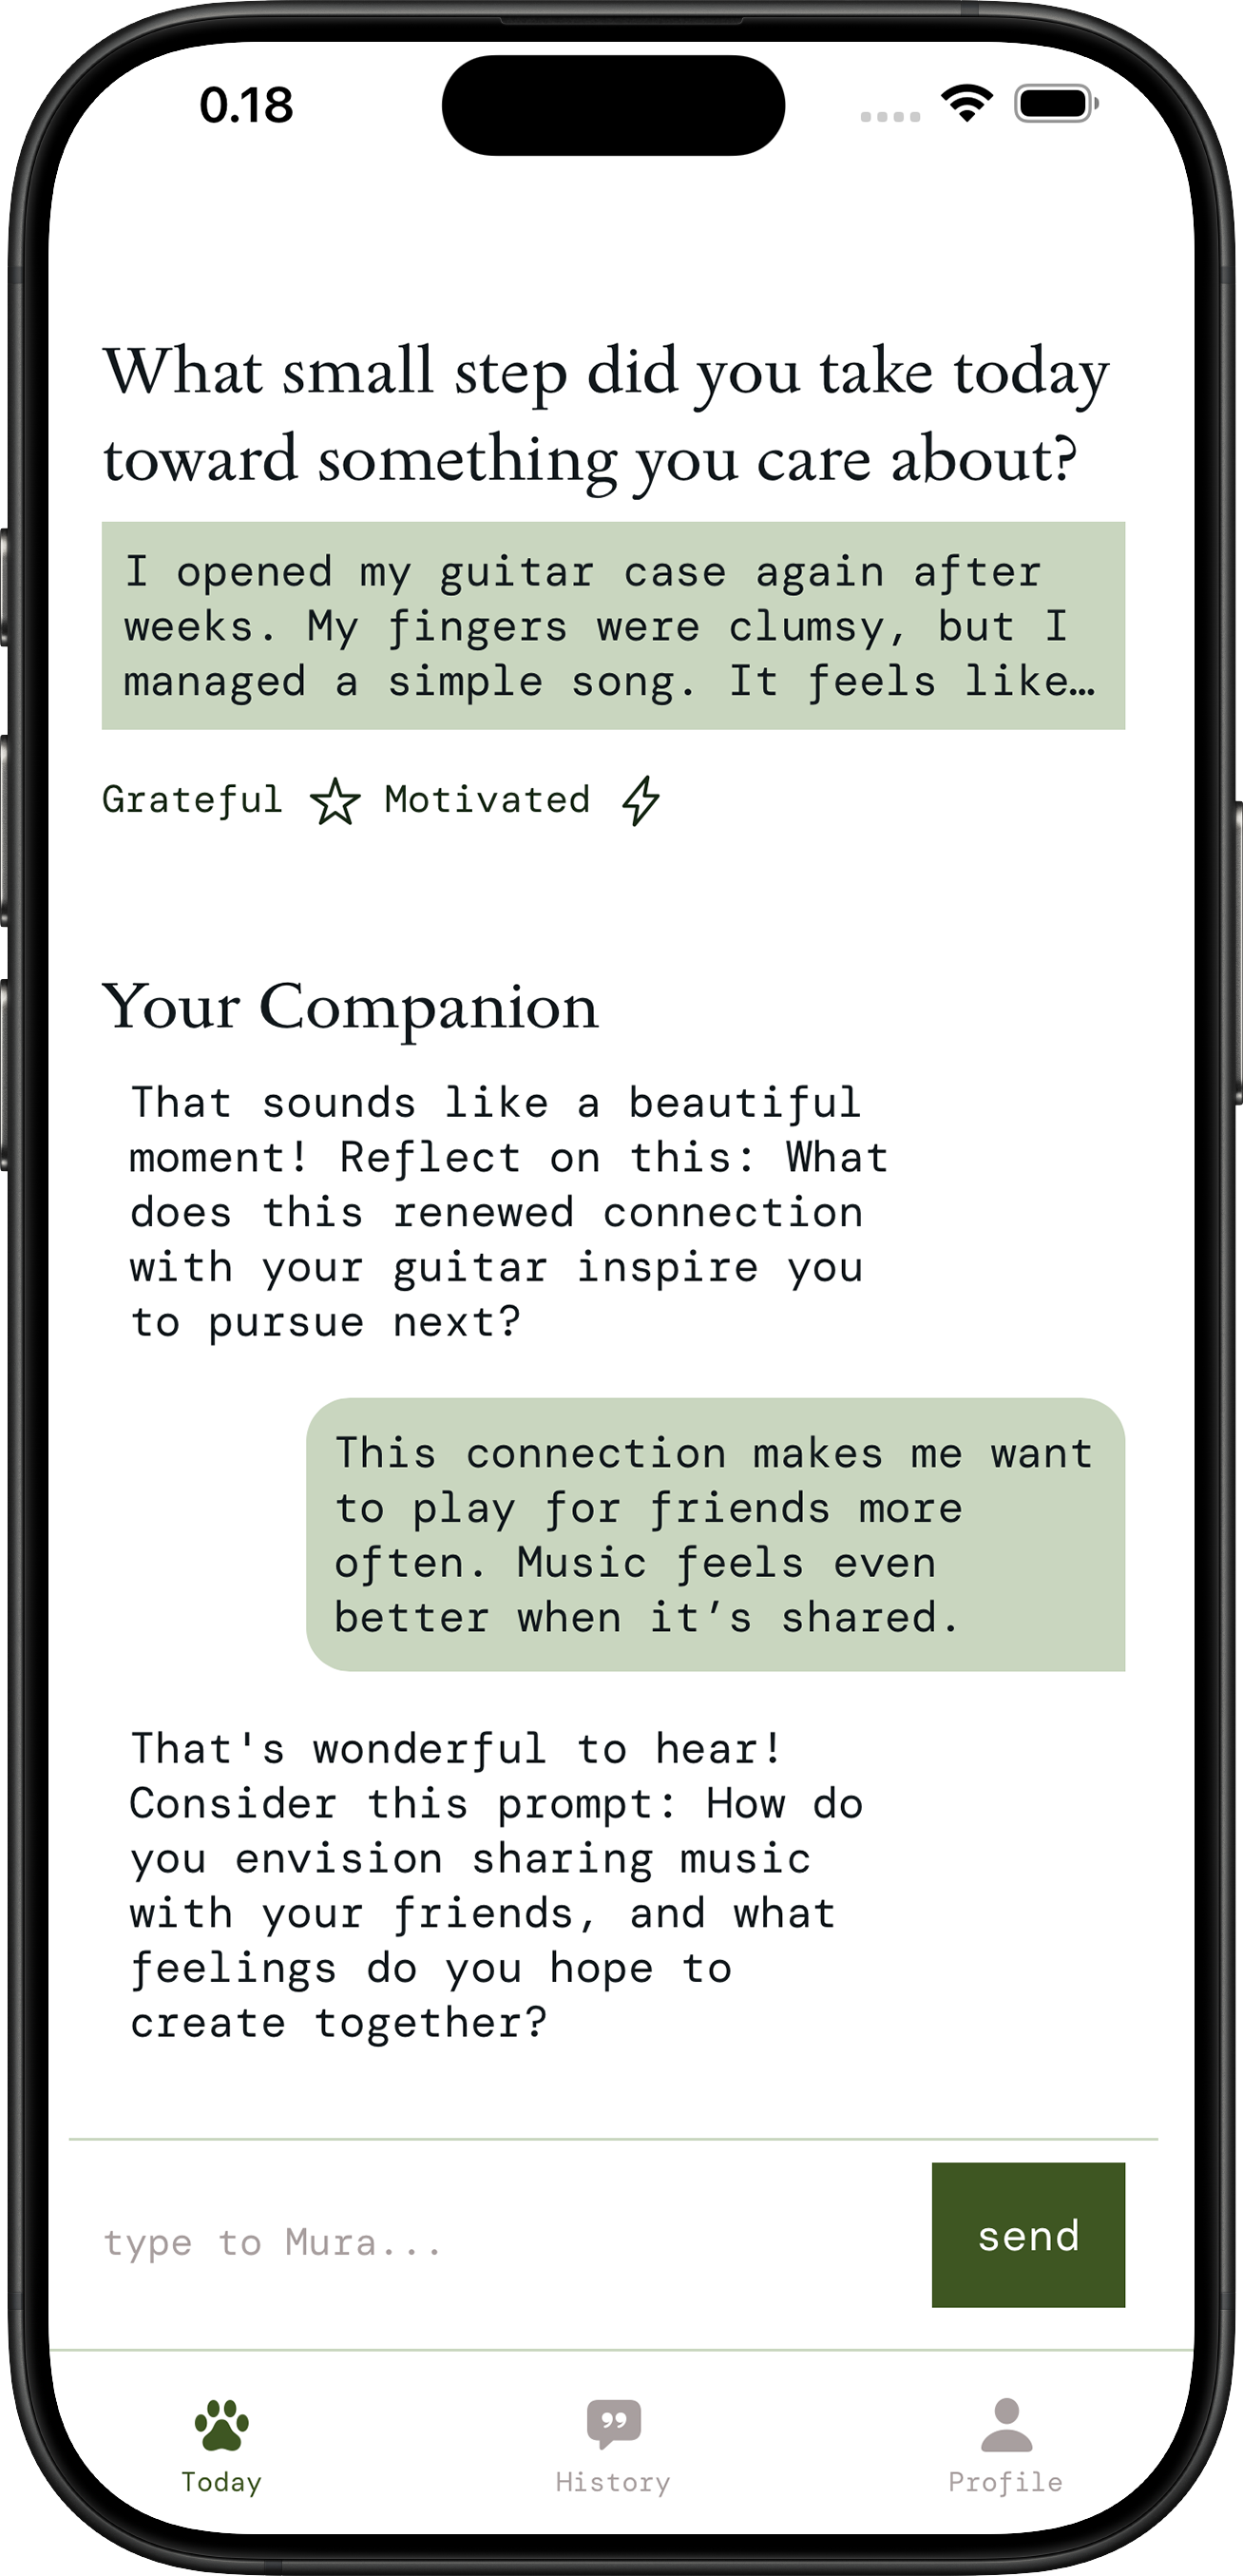 0.18
What small step did you take today
toward something you care about?
I opened my guitar case again after
weeks. My fingers were clumsy, but I
managed a simple song. It feels like…
Grateful Motivated
Your Companion
That sounds like a beautiful
moment! Reflect on this: What
does this renewed connection
with your guitar inspire you
to pursue next?
This connection makes me want
to play for friends more
often. Music feels even
better when it’s shared.
That's wonderful to hear!
Consider this prompt: How do
you envision sharing music
with your friends, and what
feelings do you hope to
create together?
type to Mura...
send
Today
History
Profile